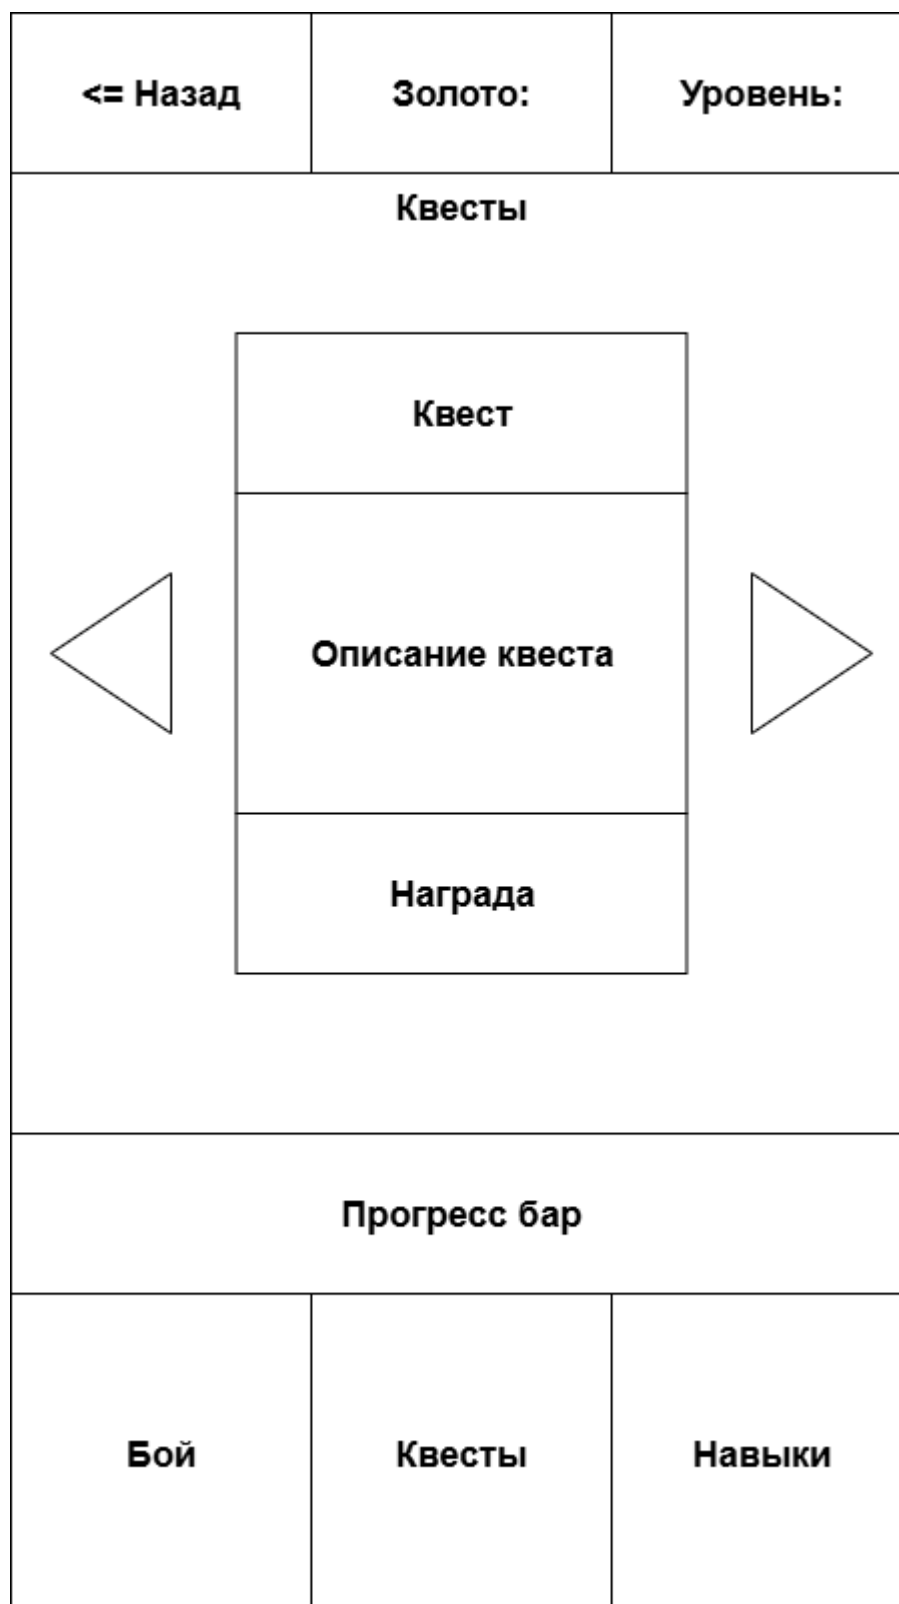 <= Назад
Золото:
Уровень:
Квесты
Квест
Описание квеста
Награда
Прогресс бар
Бой
Квесты
Навыки